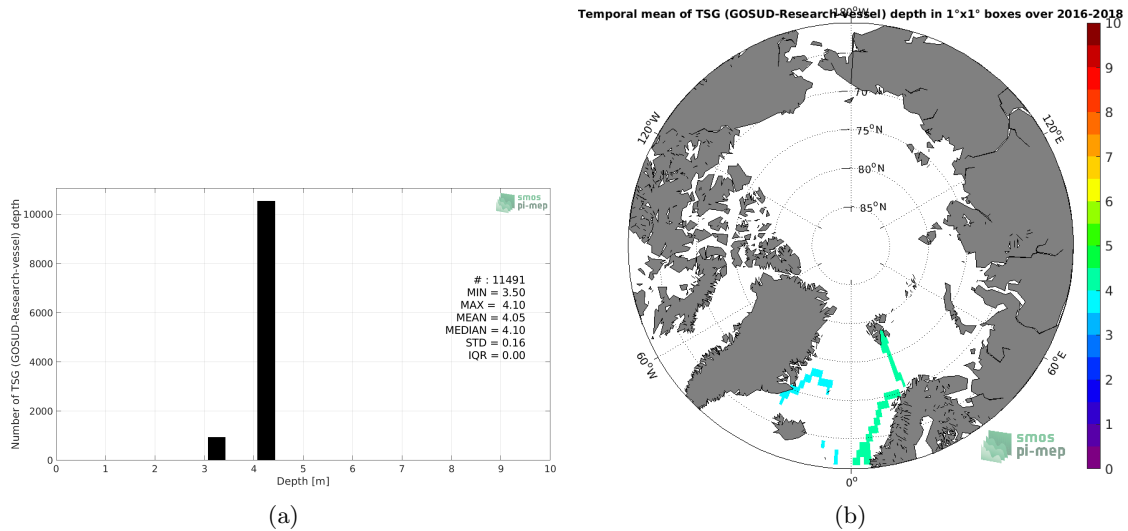 Temporal mean of TSG (GOSUD-Research-vessel) depth in 1°x1° boxes over 2016-2018
180°W
10
9
8
7
6
5
4
3
2
1
0
120°W
120°E
70
75°N
80°N
85°N
60°W
60°E
0°
smos
pi-mep
Number of TSG (GOSUD-Research-vessel) depth
10000
8000
6000
4000
2000
0
smos
pi-mep
# : 11491
MIN = 3.50
MAX = 4.10
MEAN = 4.05
MEDIAN = 4.10
STD = 0.16
IQR = 0.00
0 1 2 3 4 5 6 7 8 9 10
Depth [m]
(a)
(b)